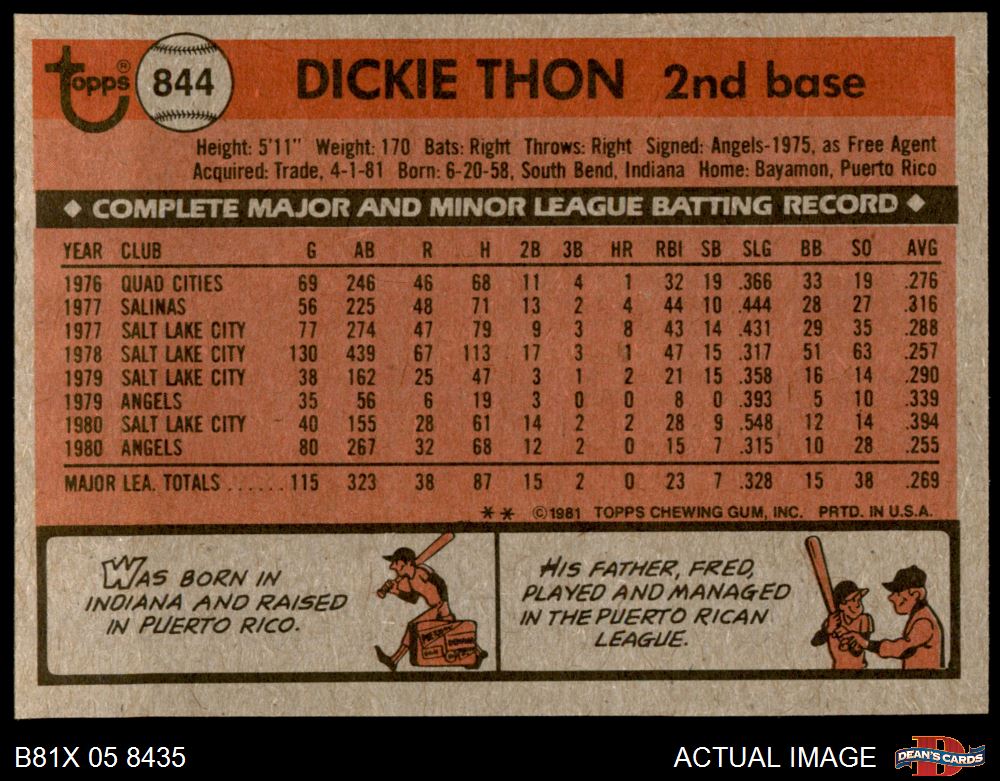 topps® 844 DICKIE THON 2nd base
Height: 5'11" Weight: 170 Bats: Right Throws: Right Signed: Angels-1975, as Free Agent
Acquired: Trade, 4-1-81 Born: 6-20-58, South Bend, Indiana Home: Bayamon, Puerto Rico
◆ COMPLETE MAJOR AND MINOR LEAGUE BATTING RECORD ◆
YEAR CLUB G AB R H 2B 3B HR RBI SB SLG BB SO AVG
1976 QUAD CITIES 69 246 46 68 11 4 1 32 19 .366 33 19 .276
1977 SALINAS 56 225 48 71 13 2 4 44 10 .444 28 27 .316
1977 SALT LAKE CITY 77 274 47 79 9 3 8 43 14 .431 29 35 .288
1978 SALT LAKE CITY 130 439 67 113 17 3 1 47 15 .317 51 63 .257
1979 SALT LAKE CITY 38 162 25 47 3 1 2 21 15 .358 16 14 .290
1979 ANGELS 35 56 6 19 3 0 0 8 0 .393 5 10 .339
1980 SALT LAKE CITY 40 155 28 61 14 2 2 28 9 .548 12 14 .394
1980 ANGELS 80 267 32 68 12 2 0 15 7 .315 10 28 .255
MAJOR LEA. TOTALS ...... 115 323 38 87 15 2 0 23 7 .328 15 38 .269
** ©1981 TOPPS CHEWING GUM, INC. PRTD. IN U.S.A.
WAS BORN IN
INDIANA AND RAISED
IN PUERTO RICO.
HIS FATHER, FRED,
PLAYED AND MANAGED
IN THE PUERTO RICAN
LEAGUE.
B81X 05 8435 ACTUAL IMAGE DEAN'S CARDS